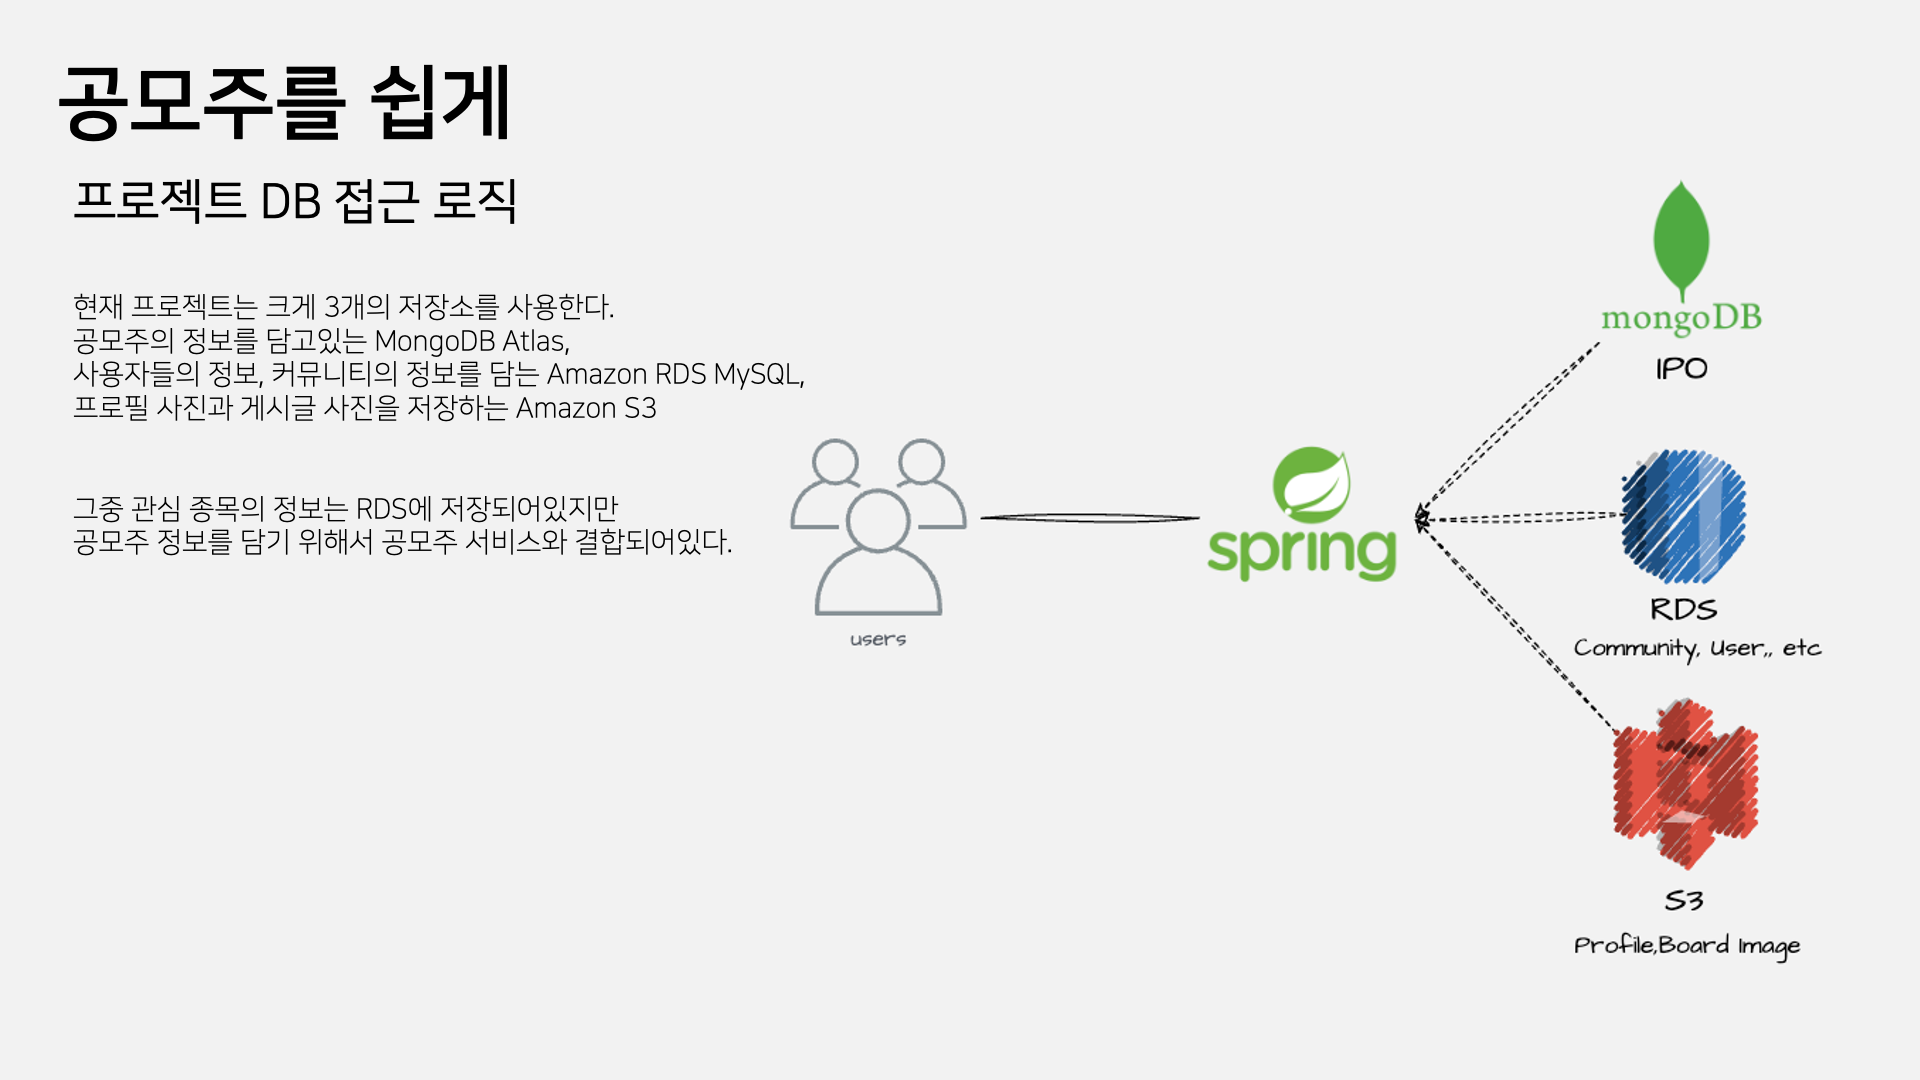 공모주를 쉽게
프로젝트 DB 접근 로직
현재 프로젝트는 크게 3개의 저장소를 사용한다.
공모주의 정보를 담고있는 MongoDB Atlas,
사용자들의 정보, 커뮤니티의 정보를 담는 Amazon RDS MySQL,
프로필 사진과 게시글 사진을 저장하는 Amazon S3
그중 관심 종목의 정보는 RDS에 저장되어있지만
공모주 정보를 담기 위해서 공모주 서비스와 결합되어있다.
users
spring
mongoDB
IPO
RDS
Community, User,, etc
S3
Profile,Board Image